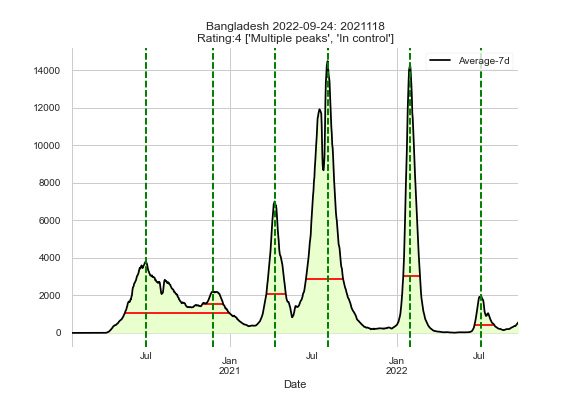 Bangladesh 2022-09-24: 2021118
Rating:4 ['Multiple peaks', 'In control']
Average-7d
14000
12000
10000
8000
6000
4000
2000
0
Jul
Jan
2021
Jul
Jan
2022
Jul
Date